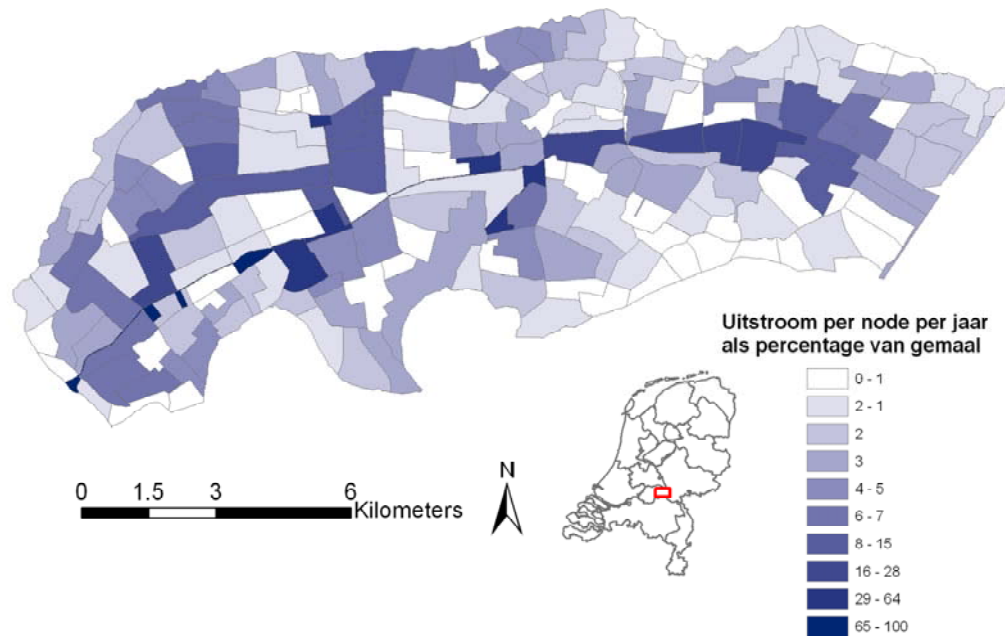 Uitstroom per node per jaar
als percentage van gemaal
0 - 1
2 - 1
2
3
4 - 5
6 - 7
8 - 15
16 - 28
29 - 64
65 - 100
N
0 1.5 3 6
Kilometers